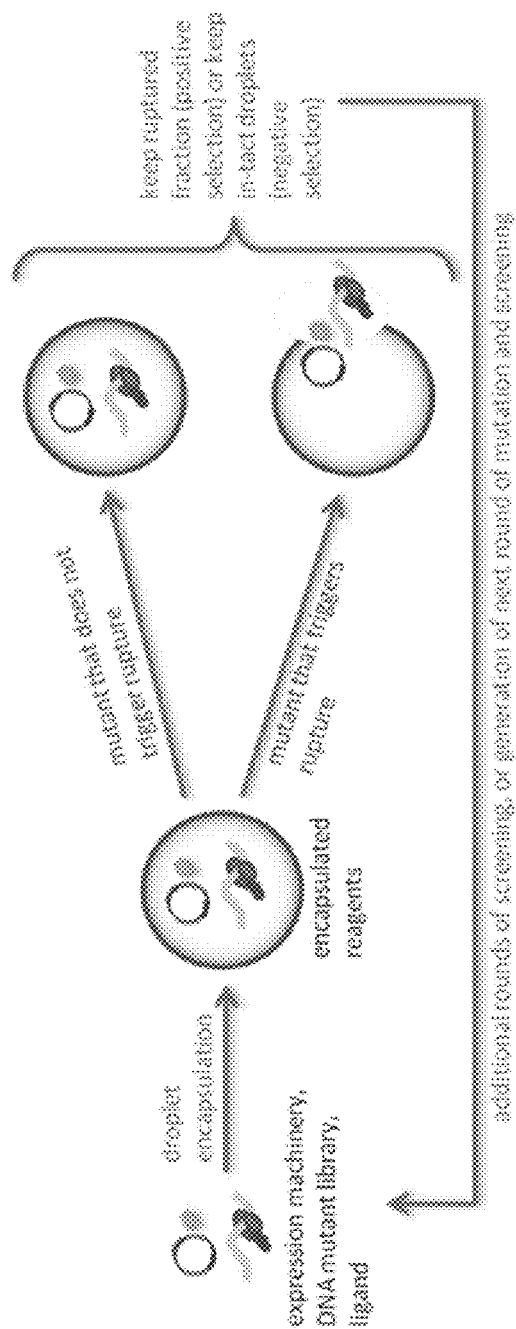 expression machinery,
DNA mutant library,
ligand
droplet
encapsulation
encapsulated
reagents
mutant that does not
trigger rupture
mutant that triggers
rupture
keep ruptured
fraction (positive
selection) or keep
in-tact droplets
(negative
selection)
additional rounds of screening, or generation of next round of mutation and screening